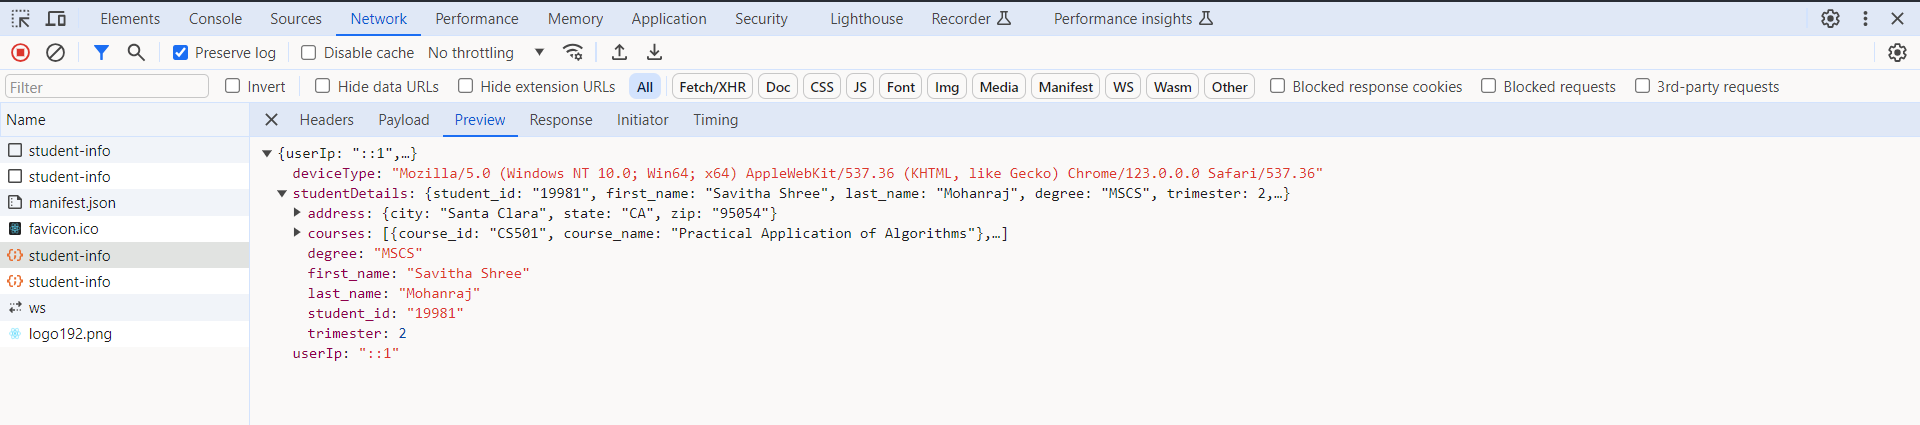 Elements Console Sources Network Performance Memory Application Security Lighthouse Recorder Performance insights
Preserve log Disable cache No throttling
Filter Invert Hide data URLs Hide extension URLs All Fetch/XHR Doc CSS JS Font Img Media Manifest WS Wasm Other Blocked response cookies Blocked requests 3rd-party requests
Name
student-info
student-info
manifest.json
favicon.ico
student-info
student-info
ws
logo192.png
Headers Payload Preview Response Initiator Timing
{userIp: "::1",…}
deviceType: "Mozilla/5.0 (Windows NT 10.0; Win64; x64) AppleWebKit/537.36 (KHTML, like Gecko) Chrome/123.0.0.0 Safari/537.36"
studentDetails: {student_id: "19981", first_name: "Savitha Shree", last_name: "Mohanraj", degree: "MSCS", trimester: 2,…}
address: {city: "Santa Clara", state: "CA", zip: "95054"}
courses: [{course_id: "CS501", course_name: "Practical Application of Algorithms"},…]
degree: "MSCS"
first_name: "Savitha Shree"
last_name: "Mohanraj"
student_id: "19981"
trimester: 2
userIp: "::1"